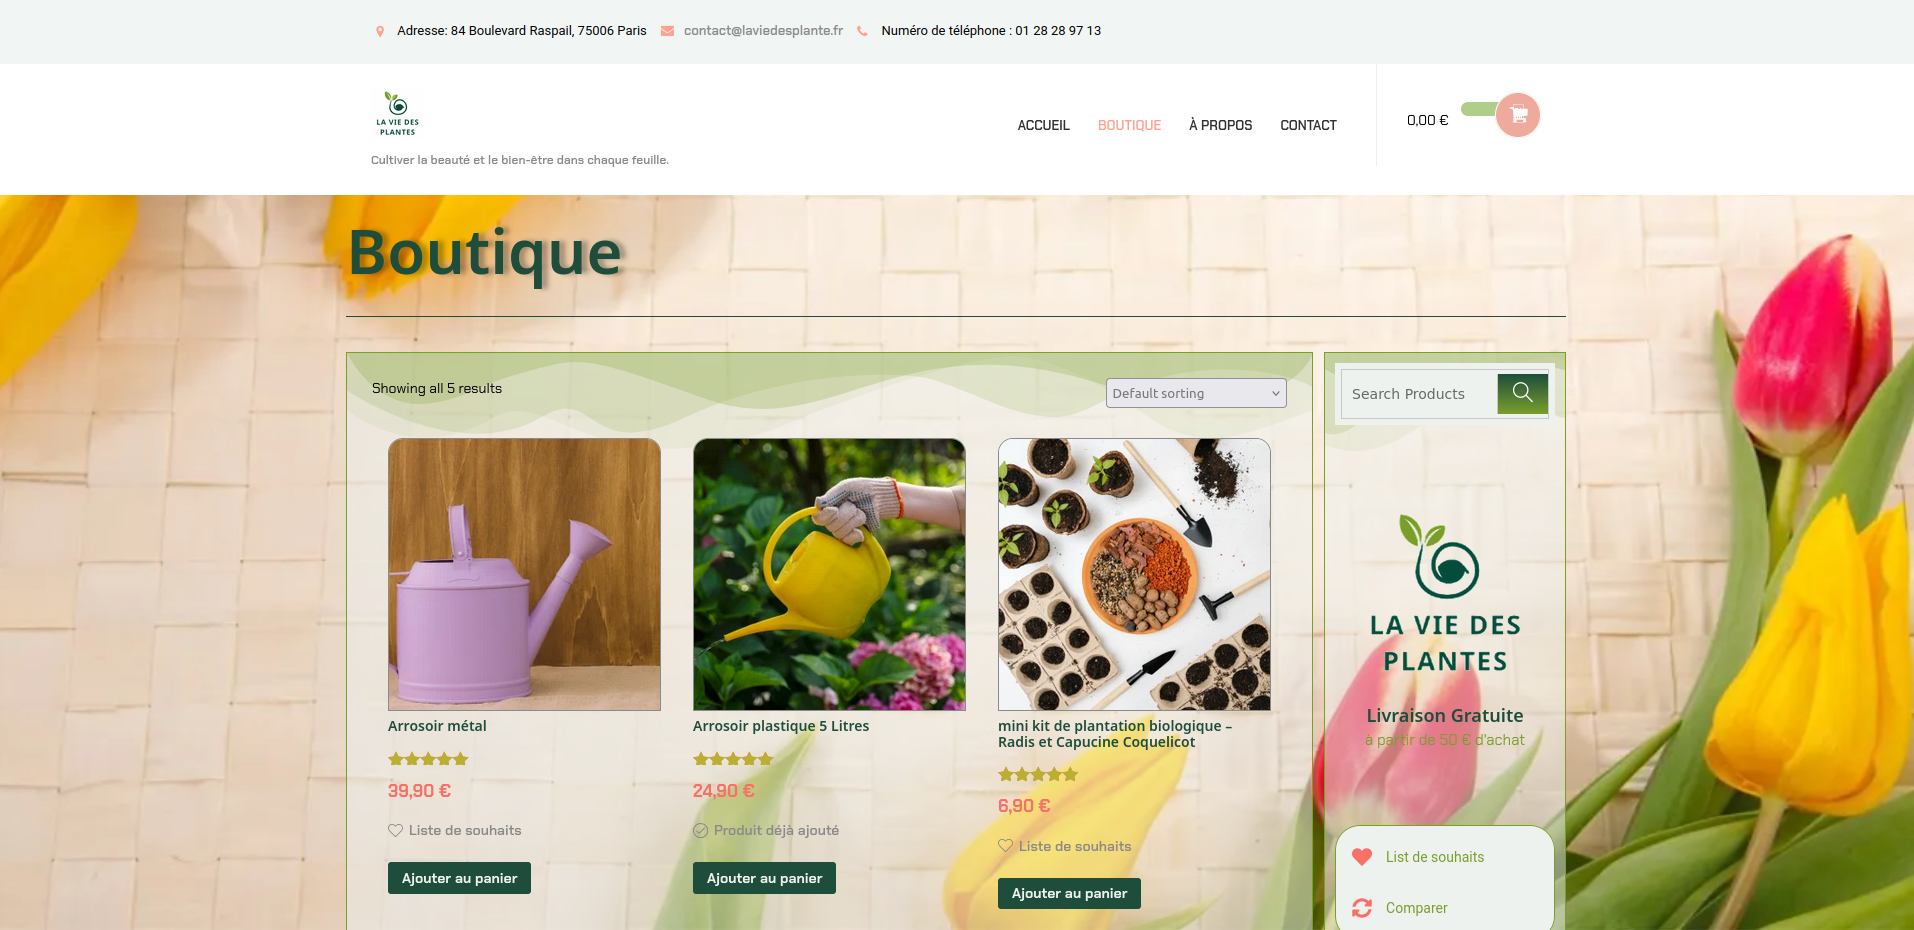 Adresse: 84 Boulevard Raspail, 75006 Paris
contact@laviedesplante.fr
Numéro de téléphone : 01 28 28 97 13
LA VIE DES
PLANTES
Cultiver la beauté et le bien-être dans chaque feuille.
ACCUEIL
BOUTIQUE
À PROPOS
CONTACT
0,00 €
Boutique
Showing all 5 results
Default sorting
Search Products
Arrosoir métal
39,90 €
Liste de souhaits
Ajouter au panier
Arrosoir plastique 5 Litres
24,90 €
Produit déjà ajouté
Ajouter au panier
mini kit de plantation biologique –
Radis et Capucine Coquelicot
6,90 €
Liste de souhaits
Ajouter au panier
LA VIE DES
PLANTES
Livraison Gratuite
à partir de 50 € d'achat
List de souhaits
Comparer